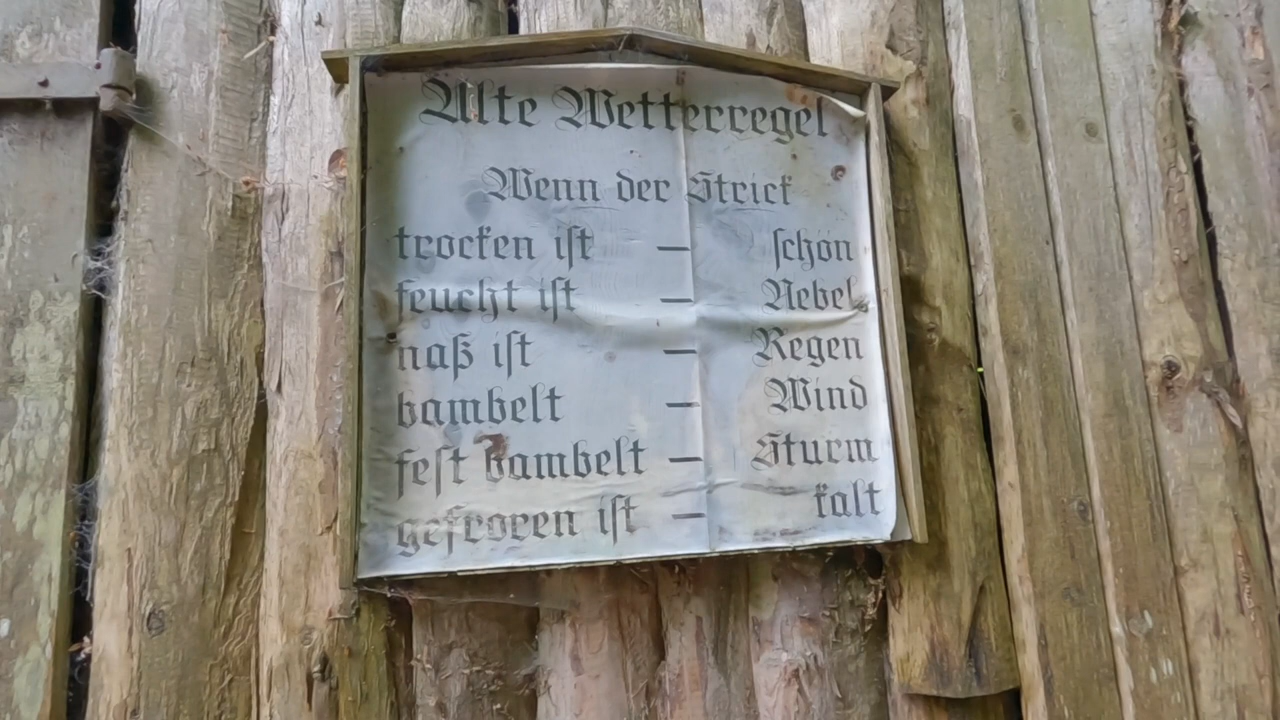 Alte Wetterregel
Wenn der Strick
trocken ist — schön
feucht ist — Nebel
naß ist — Regen
bambelt — Wind
fest bambelt — Sturm
gefroren ist — kalt